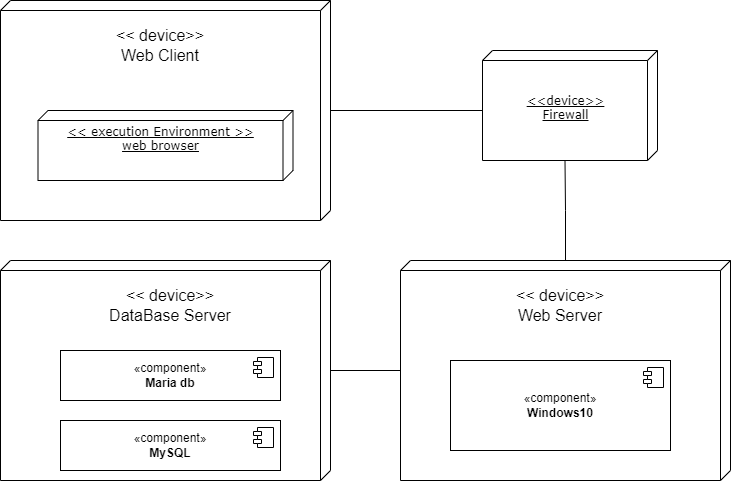 << device>>
Web Client
<< execution Environment >>
web browser
<<device>>
Firewall
<< device>>
DataBase Server
«component»
Maria db
«component»
MySQL
<< device>>
Web Server
«component»
Windows10